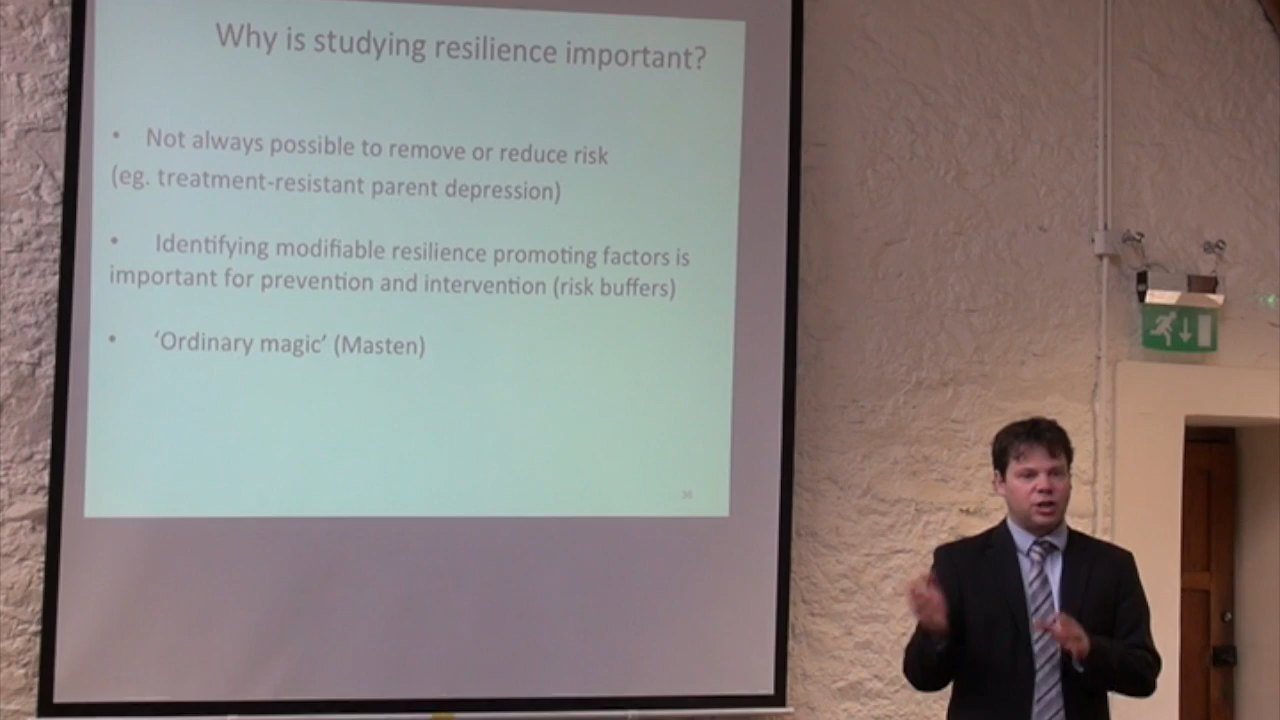 Why is studying resilience important?
• Not always possible to remove or reduce risk
(eg. treatment-resistant parent depression)
• Identifying modifiable resilience promoting factors is
important for prevention and intervention (risk buffers)
• ‘Ordinary magic’ (Masten)